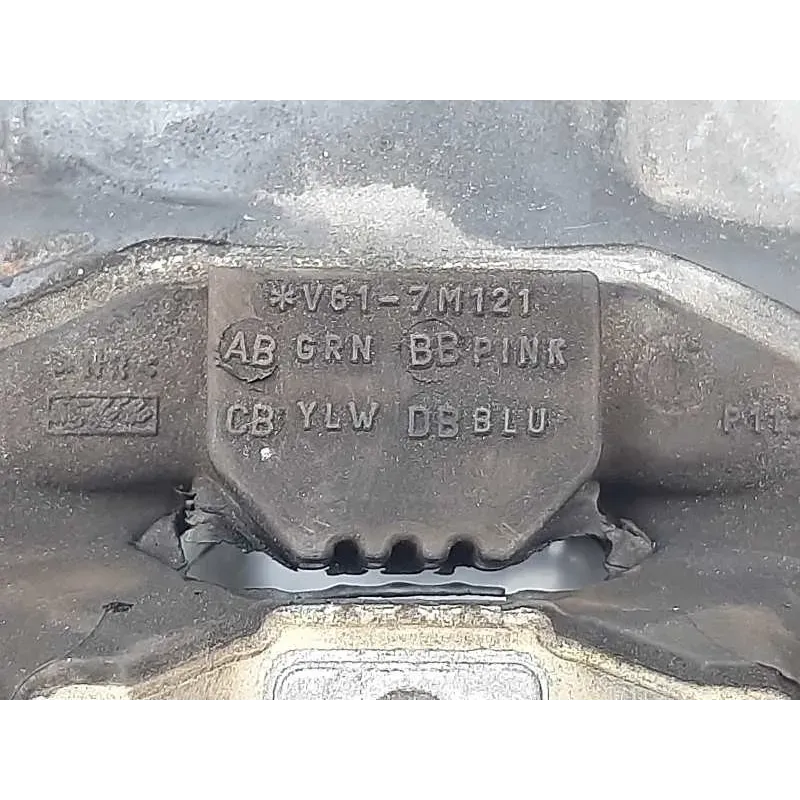 *V61-7M121
AB GRN BB PINK
CB YLW DB BLU